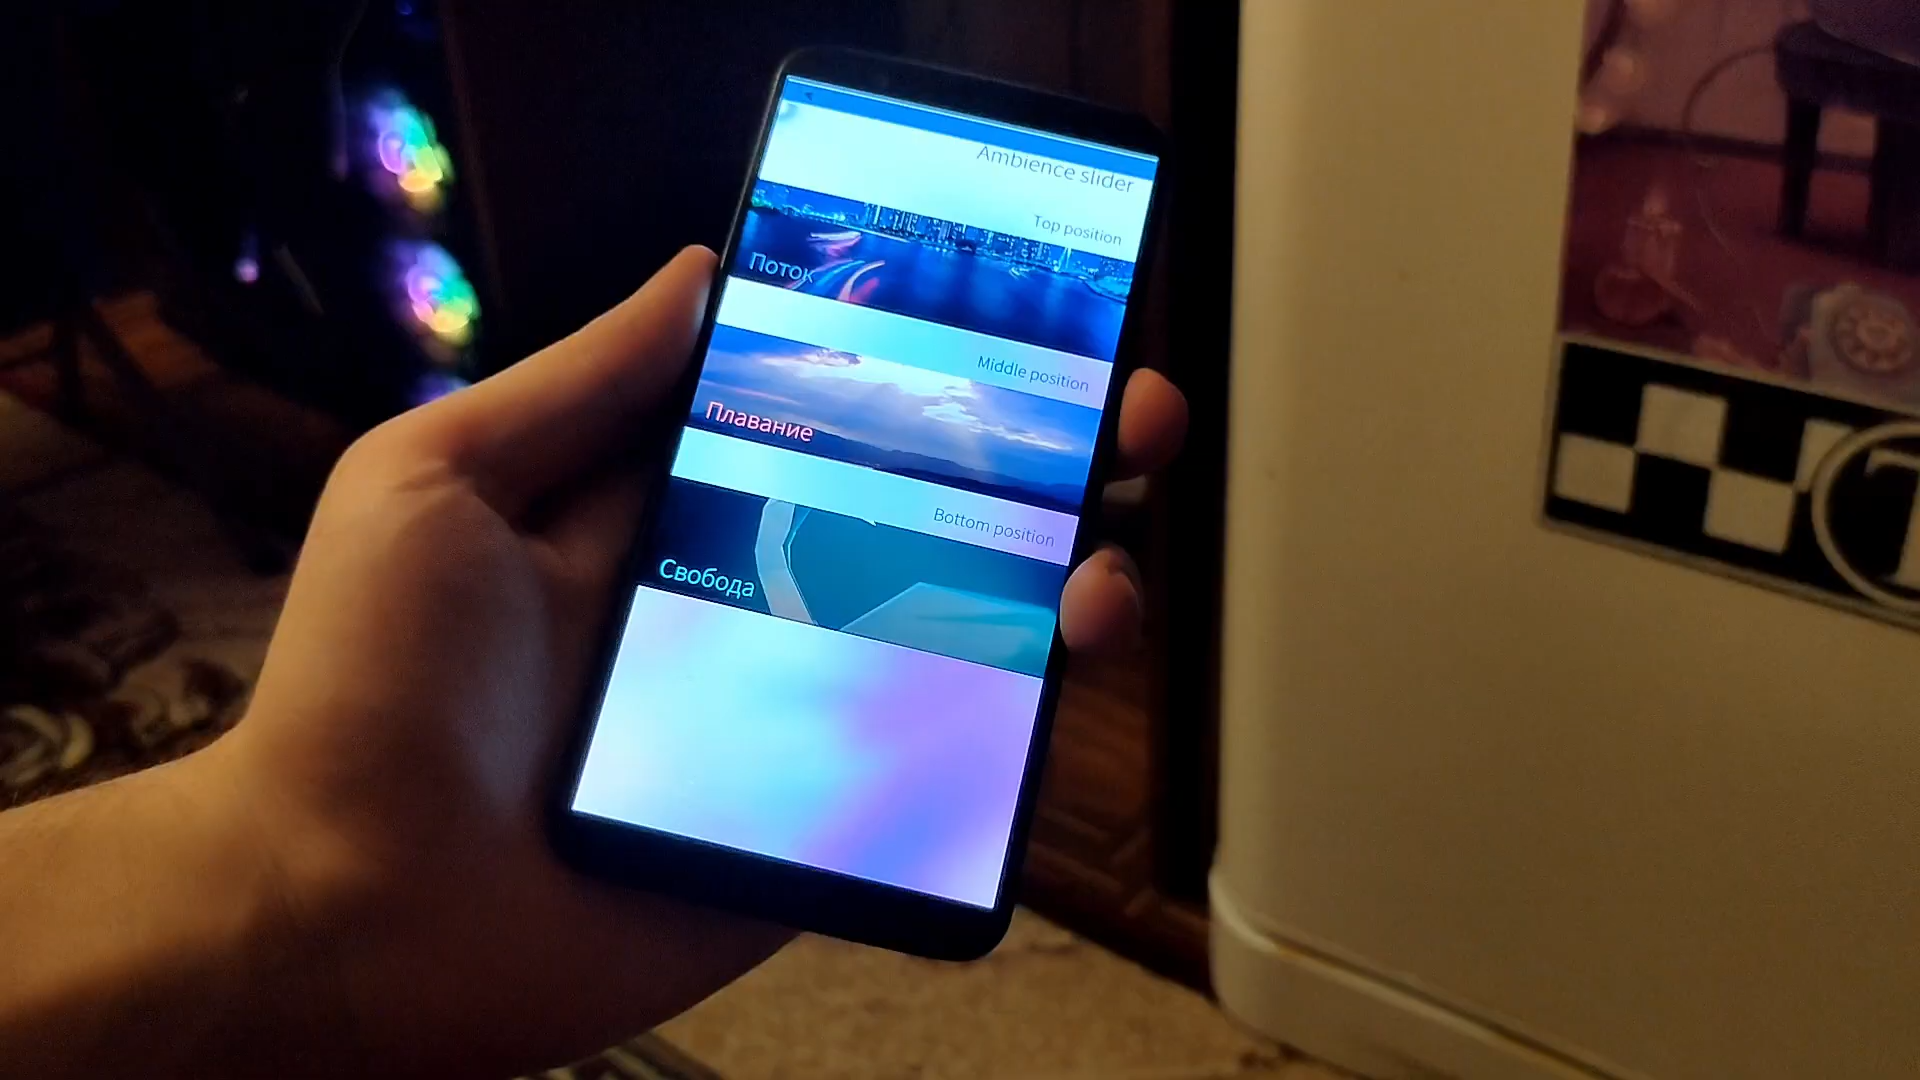 Ambience slider
Top position
Поток
Middle position
Плавание
Bottom position
Свобода